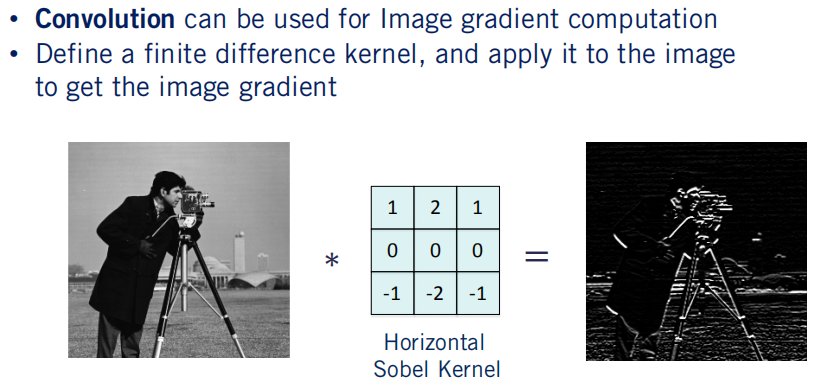 • Convolution can be used for Image gradient computation
• Define a finite difference kernel, and apply it to the image
to get the image gradient
1 2 1
* 0 0 0 =
-1 -2 -1
Horizontal
Sobel Kernel